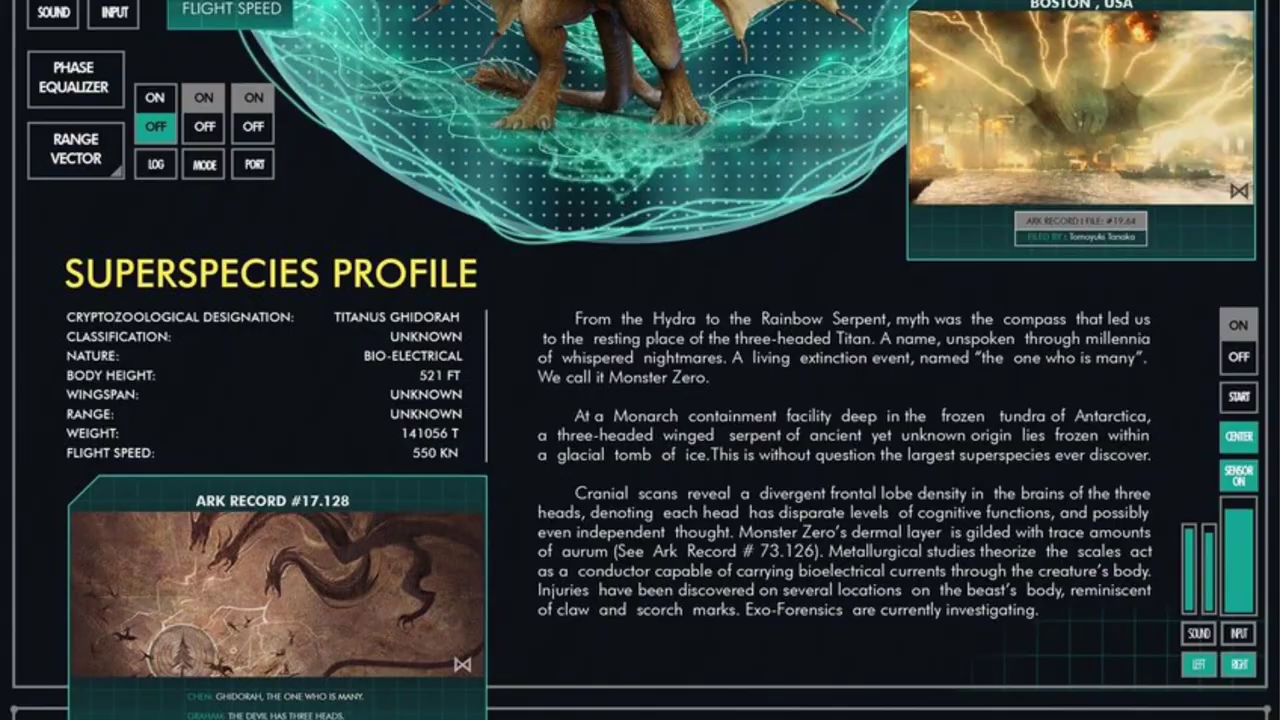 SOUND
INPUT
FLIGHT SPEED
BOSTON , USA
PHASE
EQUALIZER
ON
ON
ON
OFF
OFF
OFF
RANGE
VECTOR
LOG
MODE
PORT
ARK RECORD I FILE: #19.64
FILED BY : Tomoyuki Tanaka
SUPERSPECIES PROFILE
CRYPTOZOOLOGICAL DESIGNATION: TITANUS GHIDORAH
CLASSIFICATION: UNKNOWN
NATURE: BIO-ELECTRICAL
BODY HEIGHT: 521 FT
WINGSPAN: UNKNOWN
RANGE: UNKNOWN
WEIGHT: 141056 T
FLIGHT SPEED: 550 KN
From the Hydra to the Rainbow Serpent, myth was the compass that led us
to the resting place of the three-headed Titan. A name, unspoken through millennia
of whispered nightmares. A living extinction event, named “the one who is many”.
We call it Monster Zero.
At a Monarch containment facility deep in the frozen tundra of Antarctica,
a three-headed winged serpent of ancient yet unknown origin lies frozen within
a glacial tomb of ice.This is without question the largest superspecies ever discover.
Cranial scans reveal a divergent frontal lobe density in the brains of the three
heads, denoting each head has disparate levels of cognitive functions, and possibly
even independent thought. Monster Zero’s dermal layer is gilded with trace amounts
of aurum (See Ark Record # 73.126). Metallurgical studies theorize the scales act
as a conductor capable of carrying bioelectrical currents through the creature’s body.
Injuries have been discovered on several locations on the beast’s body, reminiscent
of claw and scorch marks. Exo-Forensics are currently investigating.
ON
OFF
START
CENTER
SENSOR
ON
SOUND
INPUT
LEFT
RIGHT
ARK RECORD #17.128
CHEN: GHIDORAH, THE ONE WHO IS MANY.
GRAHAM: THE DEVIL HAS THREE HEADS.